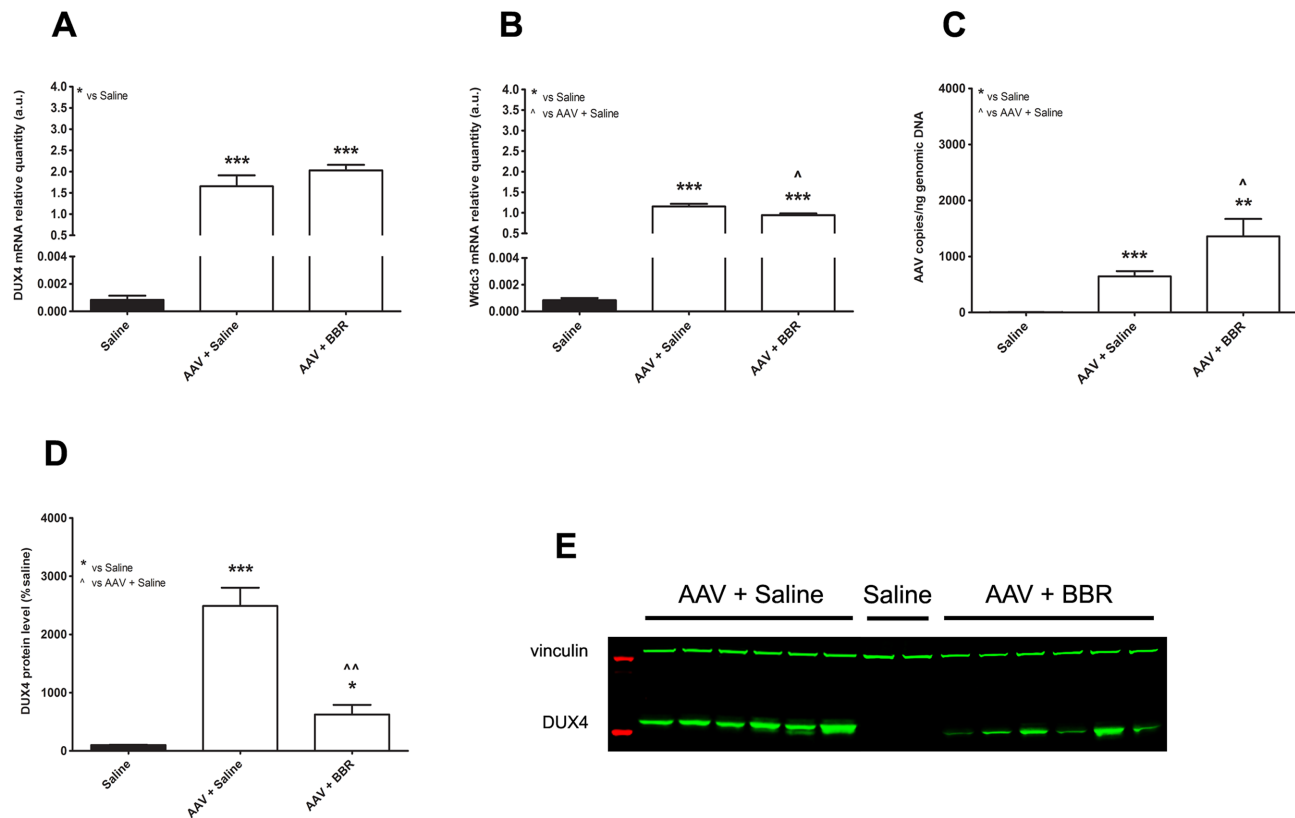 A
DUX4 mRNA relative quantity (a.u.)
4.0
3.5
3.0
2.5
2.0
1.5
1.0
0.5
0.004
0.002
0.000
* vs Saline
***
***
Saline
AAV + Saline
AAV + BBR
B
Wfdc3 mRNA relative quantity (a.u.)
4.0
3.5
3.0
2.5
2.0
1.5
1.0
0.5
0.004
0.002
0.000
* vs Saline
^ vs AAV + Saline
***
^
***
Saline
AAV + Saline
AAV + BBR
C
AAV copies/ng genomic DNA
4000
3000
2000
1000
0
* vs Saline
^ vs AAV + Saline
***
^
**
Saline
AAV + Saline
AAV + BBR
D
DUX4 protein level (% saline)
4000
3000
2000
1000
0
* vs Saline
^ vs AAV + Saline
***
^^
*
Saline
AAV + Saline
AAV + BBR
E
AAV + Saline Saline AAV + BBR
vinculin
DUX4